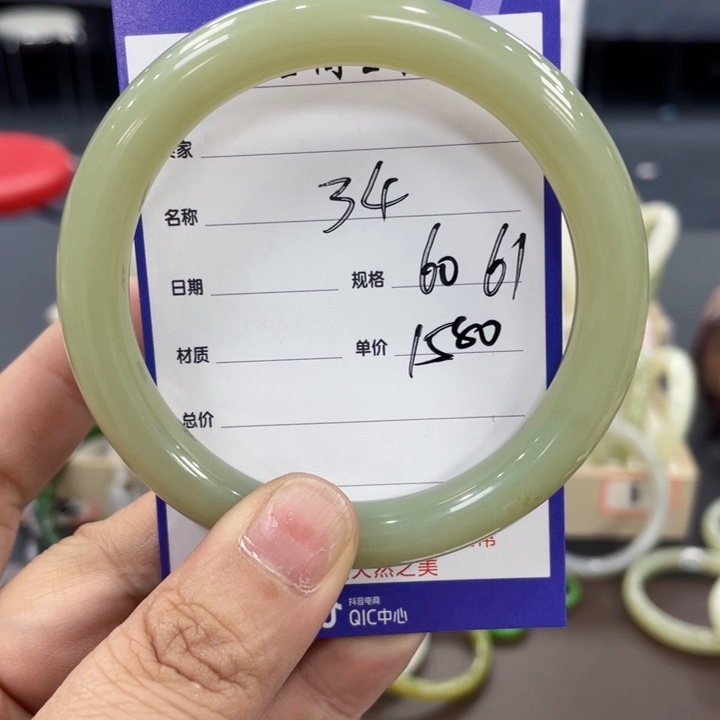 家
名称 34
日期 规格 60 61
材质 单价 1580
总价
天然之美
抖音电商
QIC中心